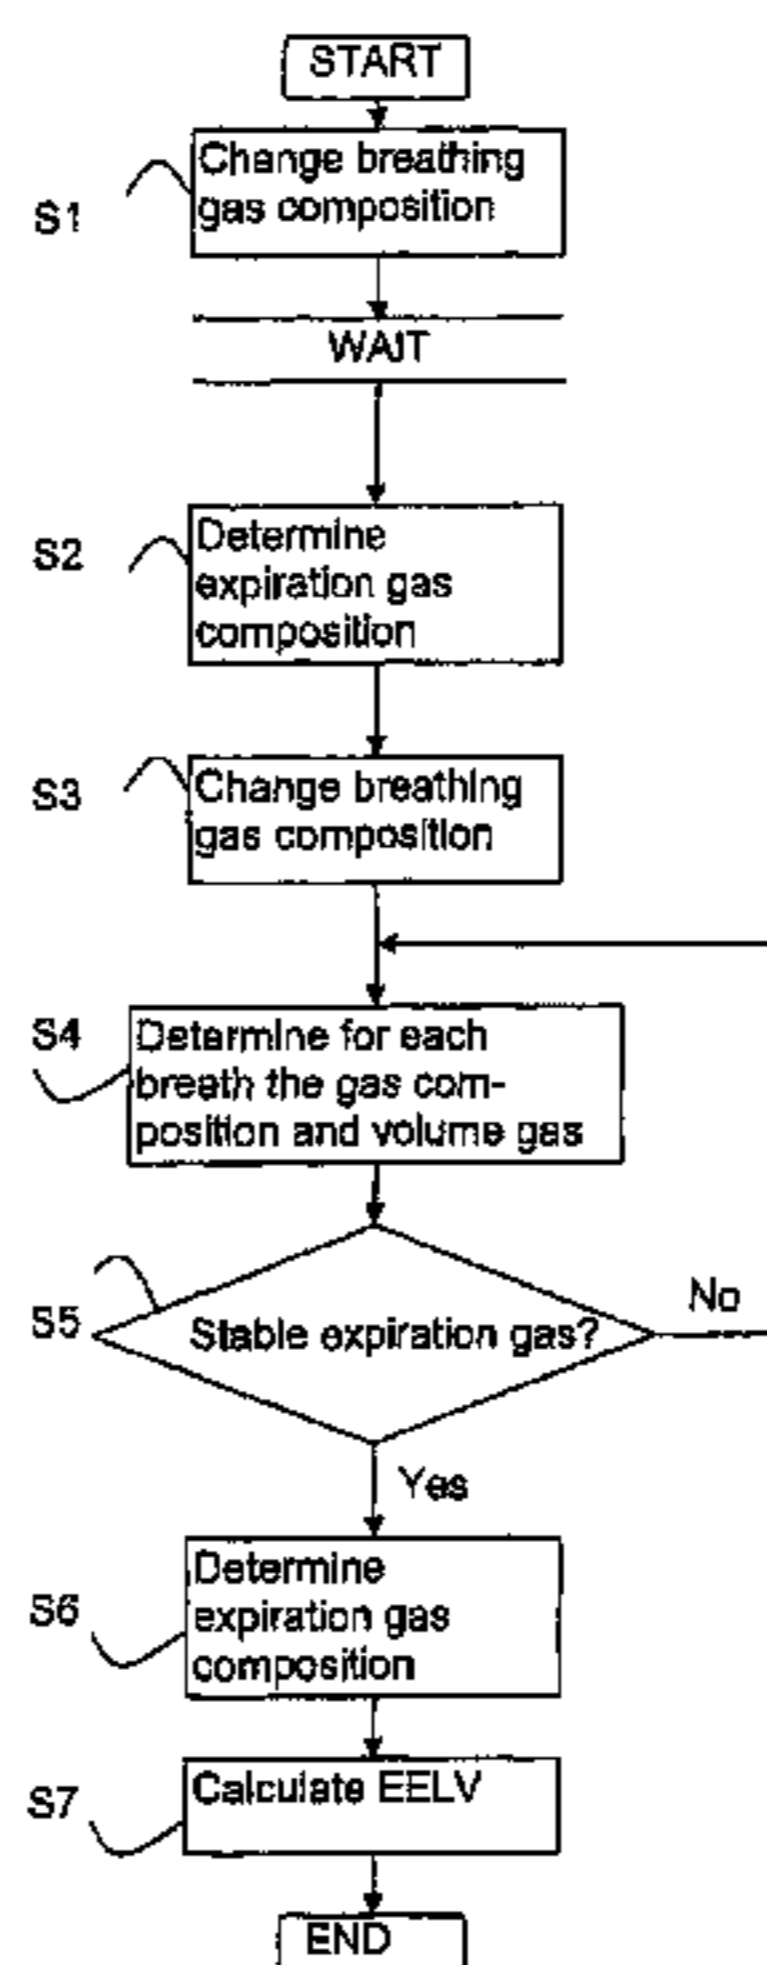 START
S1
Change breathing
gas composition
WAIT
S2
Determine
expiration gas
composition
S3
Change breathing
gas composition
S4
Determine for each
breath the gas com-
position and volume gas
S5
Stable expiration gas?
No
Yes
S6
Determine
expiration gas
composition
S7
Calculate EELV
END